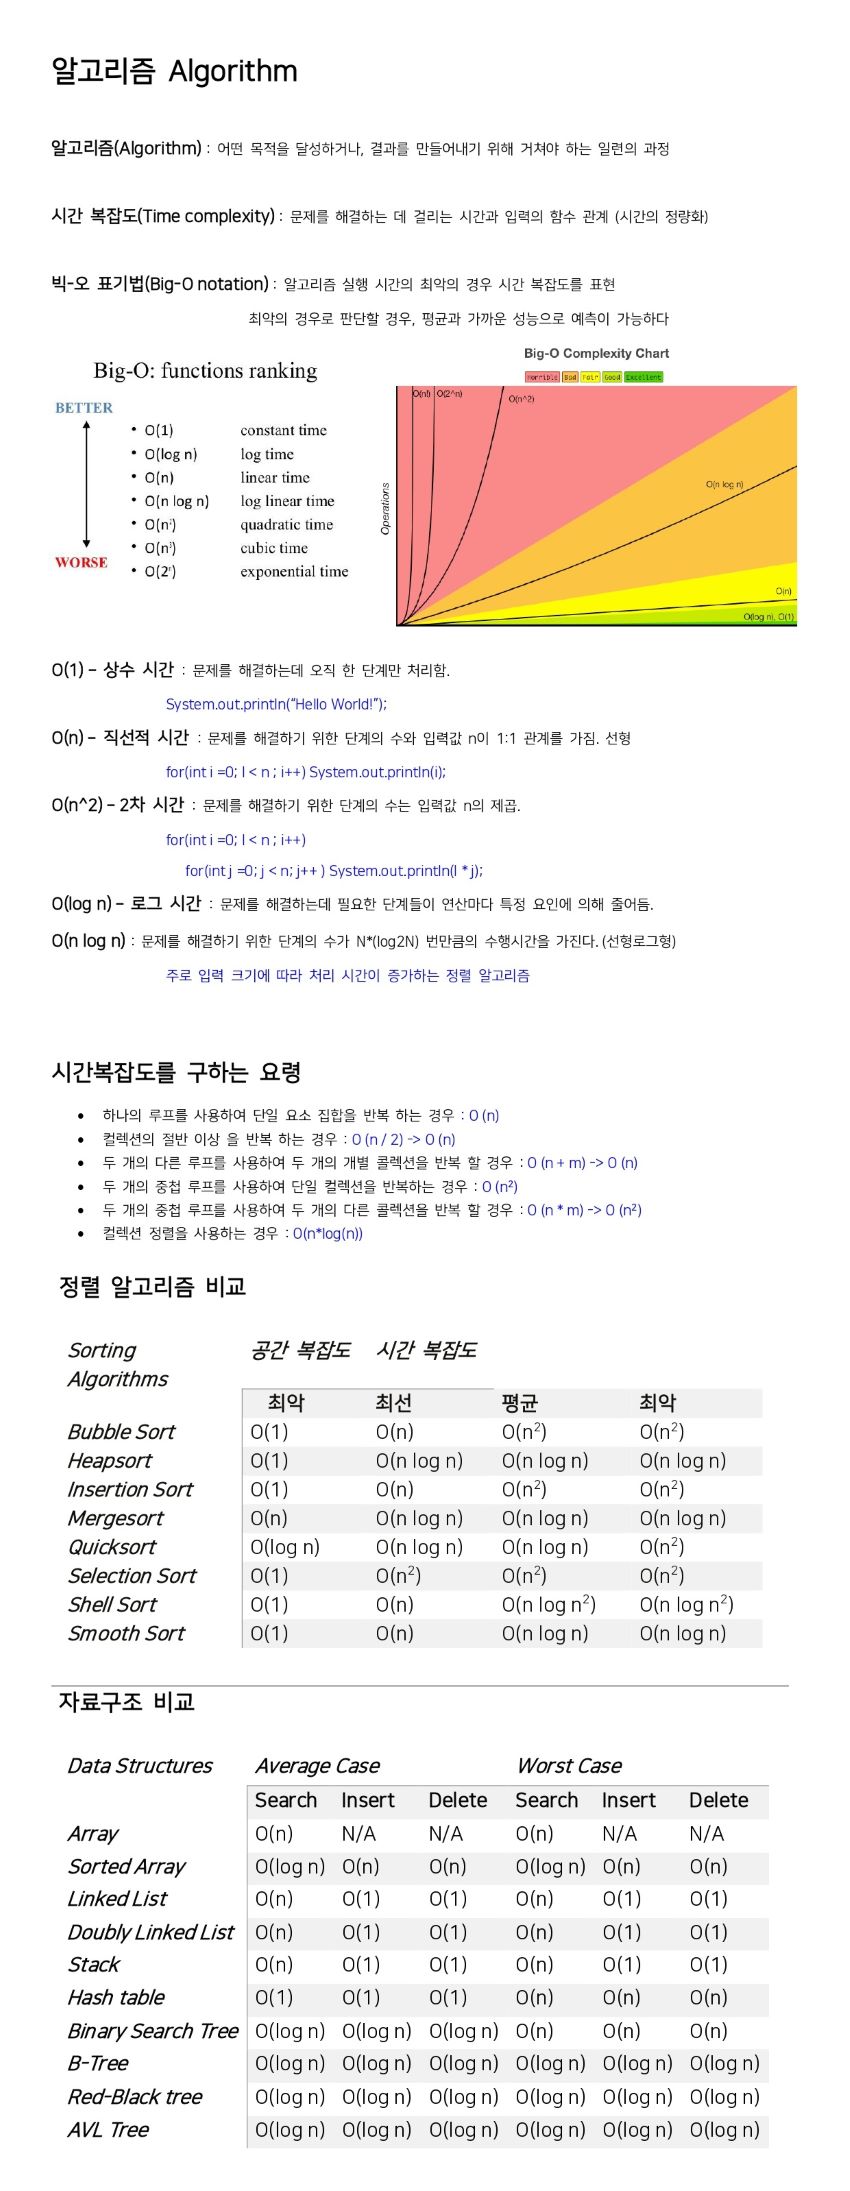 알고리즘 Algorithm
알고리즘(Algorithm) : 어떤 목적을 달성하거나, 결과를 만들어내기 위해 거쳐야 하는 일련의 과정
시간 복잡도(Time complexity) : 문제를 해결하는 데 걸리는 시간과 입력의 함수 관계 (시간의 정량화)
빅-오 표기법(Big-O notation) : 알고리즘 실행 시간의 최악의 경우 시간 복잡도를 표현
최악의 경우로 판단할 경우, 평균과 가까운 성능으로 예측이 가능하다
Big-O: functions ranking
BETTER
• O(1) constant time
• O(log n) log time
• O(n) linear time
• O(n log n) log linear time
• O(n²) quadratic time
• O(n³) cubic time
WORSE
• O(2ⁿ) exponential time
Big-O Complexity Chart
Horrible Bad Fair Good Excellent
O(n!) O(2^n) O(n^2)
O(n log n)
Operations
O(n)
O(log n), O(1)
O(1) – 상수 시간 : 문제를 해결하는데 오직 한 단계만 처리함.
System.out.println("Hello World!");
O(n) – 직선적 시간 : 문제를 해결하기 위한 단계의 수와 입력값 n이 1:1 관계를 가짐. 선형
for(int i =0; I < n ; i++) System.out.println(i);
O(n^2) – 2차 시간 : 문제를 해결하기 위한 단계의 수는 입력값 n의 제곱.
for(int i =0; I < n ; i++)
for(int j =0; j < n; j++ ) System.out.println(I * j);
O(log n) – 로그 시간 : 문제를 해결하는데 필요한 단계들이 연산마다 특정 요인에 의해 줄어듬.
O(n log n) : 문제를 해결하기 위한 단계의 수가 N*(log2N) 번만큼의 수행시간을 가진다. (선형로그형)
주로 입력 크기에 따라 처리 시간이 증가하는 정렬 알고리즘
시간복잡도를 구하는 요령
• 하나의 루프를 사용하여 단일 요소 집합을 반복 하는 경우 : O (n)
• 컬렉션의 절반 이상 을 반복 하는 경우 : O (n / 2) -> O (n)
• 두 개의 다른 루프를 사용하여 두 개의 개별 콜렉션을 반복 할 경우 : O (n + m) -> O (n)
• 두 개의 중첩 루프를 사용하여 단일 컬렉션을 반복하는 경우 : O (n²)
• 두 개의 중첩 루프를 사용하여 두 개의 다른 콜렉션을 반복 할 경우 : O (n * m) -> O (n²)
• 컬렉션 정렬을 사용하는 경우 : O(n*log(n))
정렬 알고리즘 비교
Sorting Algorithms 공간 복잡도 시간 복잡도
최악 최선 평균 최악
Bubble Sort O(1) O(n) O(n²) O(n²)
Heapsort O(1) O(n log n) O(n log n) O(n log n)
Insertion Sort O(1) O(n) O(n²) O(n²)
Mergesort O(n) O(n log n) O(n log n) O(n log n)
Quicksort O(log n) O(n log n) O(n log n) O(n²)
Selection Sort O(1) O(n²) O(n²) O(n²)
Shell Sort O(1) O(n) O(n log n²) O(n log n²)
Smooth Sort O(1) O(n) O(n log n) O(n log n)
자료구조 비교
Data Structures Average Case Worst Case
Search Insert Delete Search Insert Delete
Array O(n) N/A N/A O(n) N/A N/A
Sorted Array O(log n) O(n) O(n) O(log n) O(n) O(n)
Linked List O(n) O(1) O(1) O(n) O(1) O(1)
Doubly Linked List O(n) O(1) O(1) O(n) O(1) O(1)
Stack O(n) O(1) O(1) O(n) O(1) O(1)
Hash table O(1) O(1) O(1) O(n) O(n) O(n)
Binary Search Tree O(log n) O(log n) O(log n) O(n) O(n) O(n)
B-Tree O(log n) O(log n) O(log n) O(log n) O(log n) O(log n)
Red-Black tree O(log n) O(log n) O(log n) O(log n) O(log n) O(log n)
AVL Tree O(log n) O(log n) O(log n) O(log n) O(log n) O(log n)